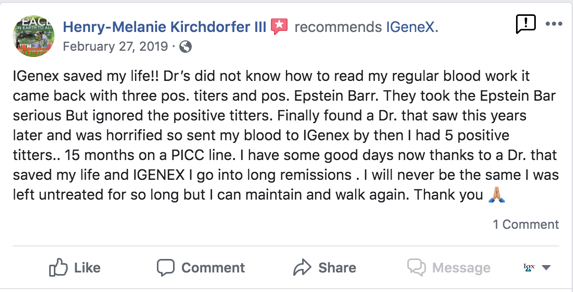 Henry-Melanie Kirchdorfer III recommends IGeneX.
February 27, 2019 ·
IGenex saved my life!! Dr's did not know how to read my regular blood work it
came back with three pos. titers and pos. Epstein Barr. They took the Epstein Bar
serious But ignored the positive titters. Finally found a Dr. that saw this years
later and was horrified so sent my blood to IGenex by then I had 5 positive
titters.. 15 months on a PICC line. I have some good days now thanks to a Dr. that
saved my life and IGENEX I go into long remissions . I will never be the same I was
left untreated for so long but I can maintain and walk again. Thank you 🙏🏼
1 Comment
Like Comment Share Message